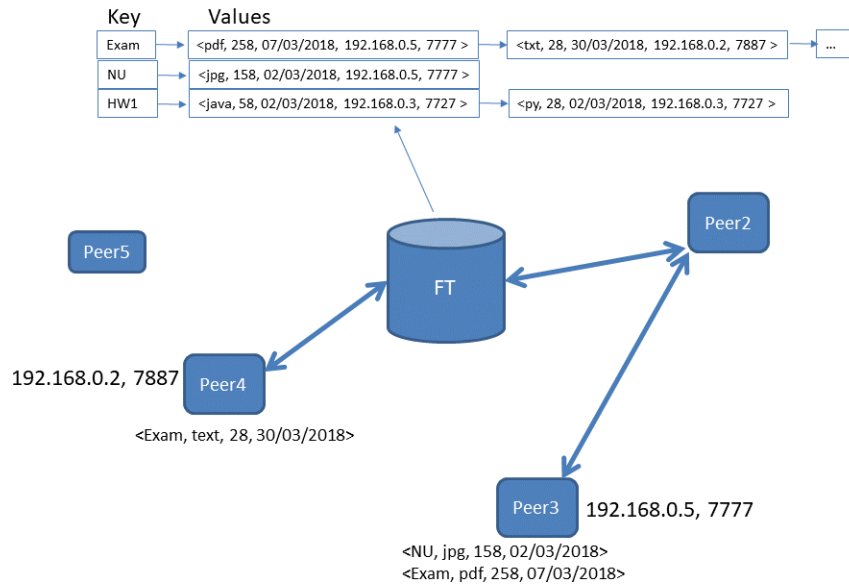 Key Values
Exam <pdf, 258, 07/03/2018, 192.168.0.5, 7777 > <txt, 28, 30/03/2018, 192.168.0.2, 7887 > ...
NU <jpg, 158, 02/03/2018, 192.168.0.5, 7777 >
HW1 <java, 58, 02/03/2018, 192.168.0.3, 7727 > <py, 28, 02/03/2018, 192.168.0.3, 7727 >
Peer2
Peer5
FT
192.168.0.2, 7887 Peer4
<Exam, text, 28, 30/03/2018>
Peer3 192.168.0.5, 7777
<NU, jpg, 158, 02/03/2018>
<Exam, pdf, 258, 07/03/2018>